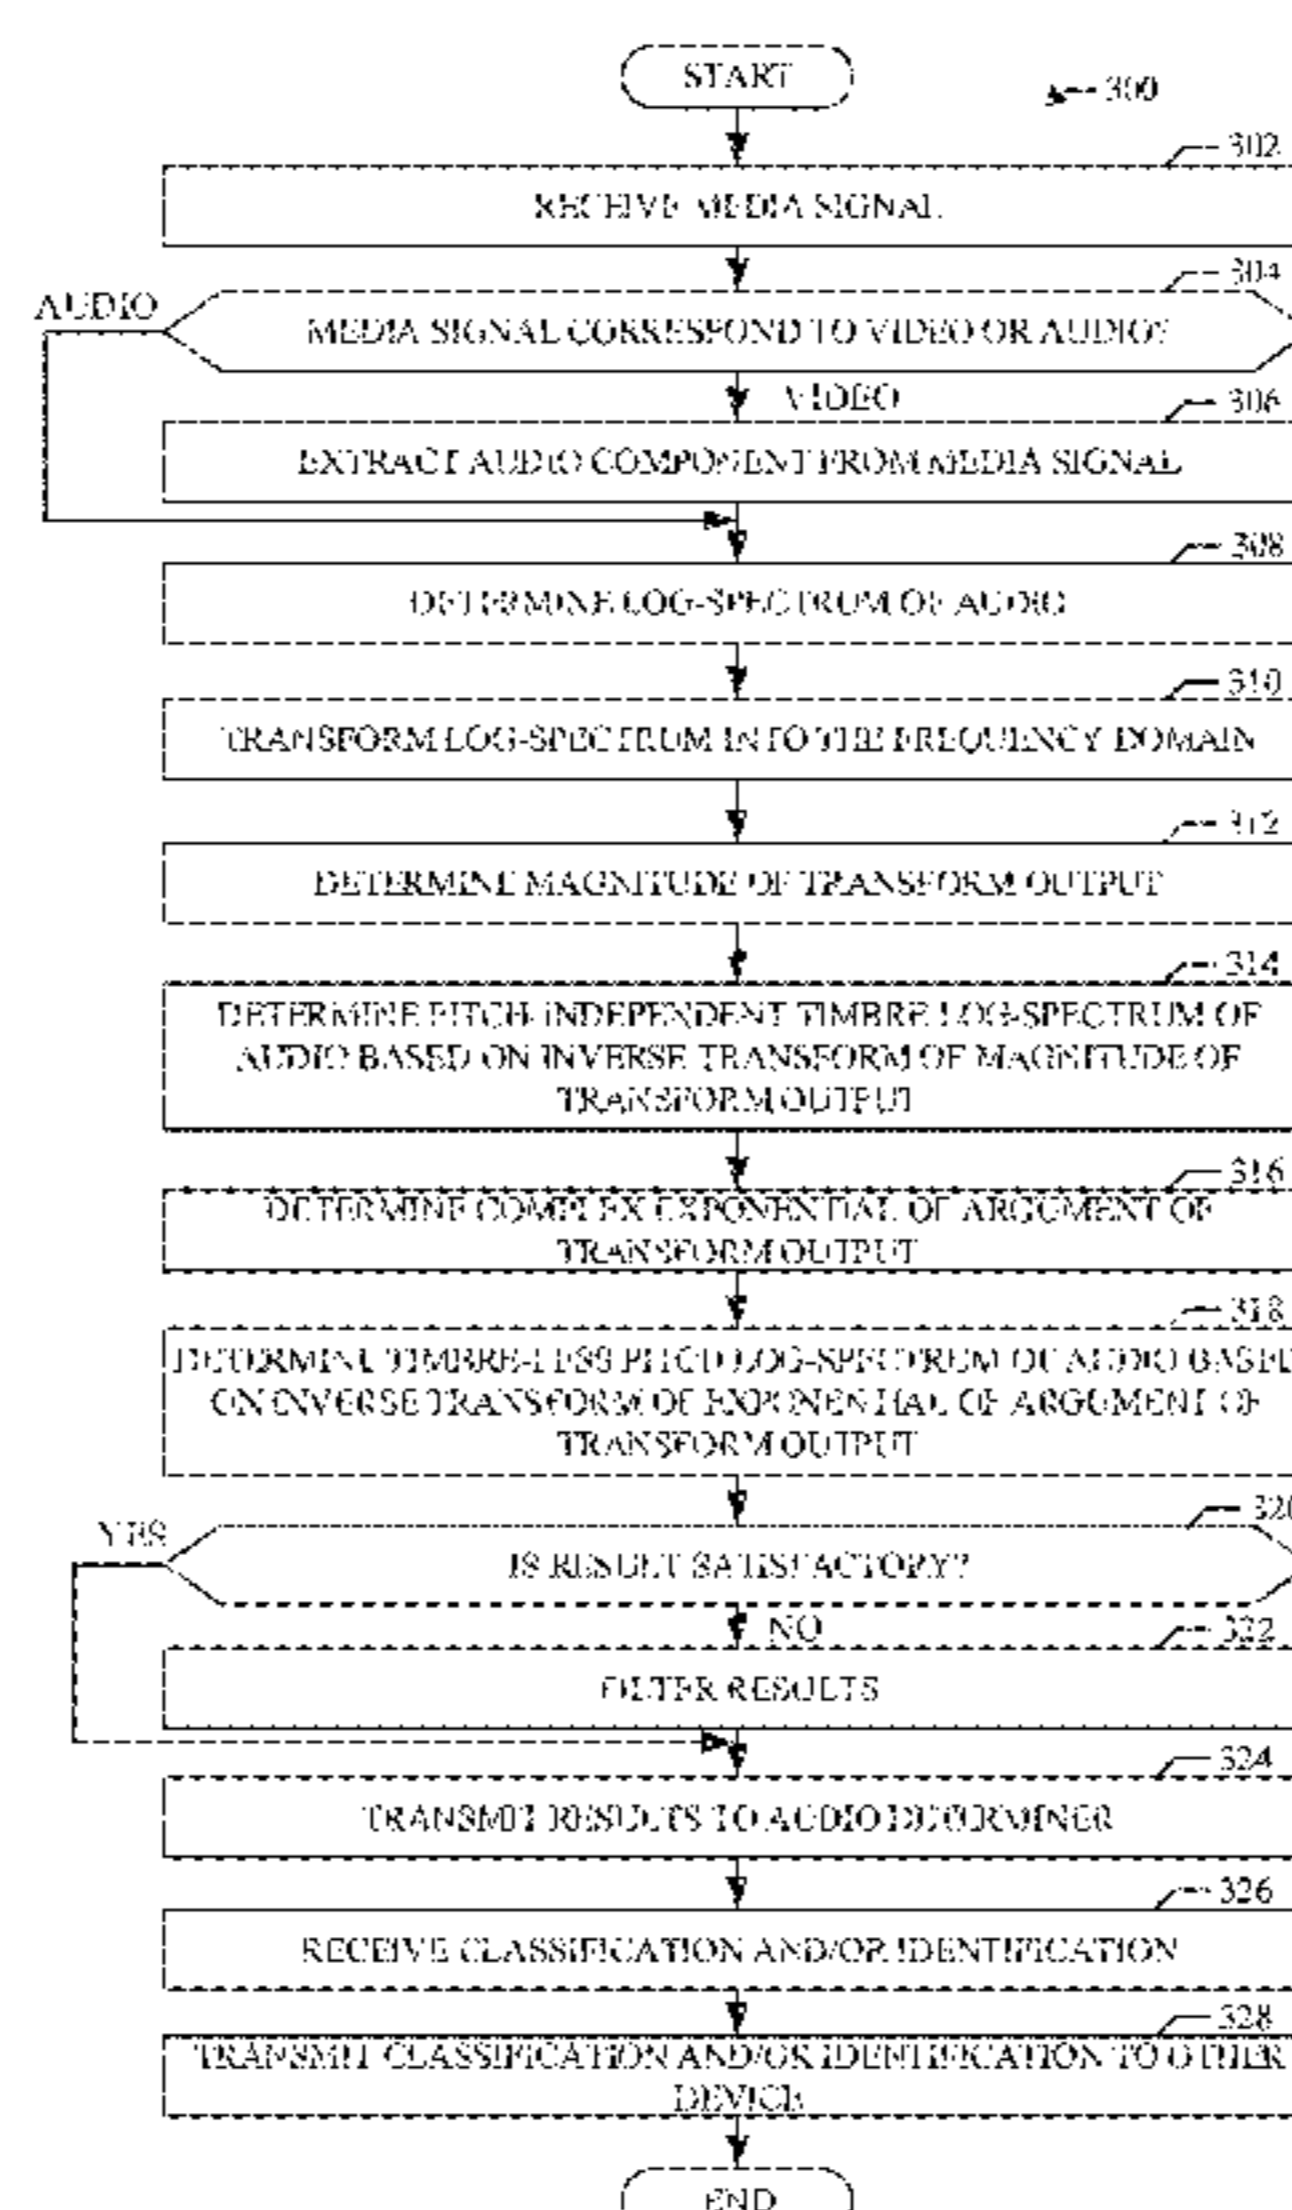 START
300
302
RECEIVE MEDIA SIGNAL
304
AUDIO
MEDIA SIGNAL CORRESPOND TO VIDEO OR AUDIO?
VIDEO
306
EXTRACT AUDIO COMPONENT FROM MEDIA SIGNAL
308
DETERMINE LOG-SPECTRUM OF AUDIO
310
TRANSFORM LOG-SPECTRUM INTO THE FREQUENCY DOMAIN
312
DETERMINE MAGNITUDE OF TRANSFORM OUTPUT
314
DETERMINE PITCH-INDEPENDENT TIMBRE LOG-SPECTRUM OF
AUDIO BASED ON INVERSE TRANSFORM OF MAGNITUDE OF
TRANSFORM OUTPUT
316
DETERMINE COMPLEX EXPONENTIAL OF ARGUMENT OF
TRANSFORM OUTPUT
318
DETERMINE TIMBRE-LESS PITCH LOG-SPECTRUM OF AUDIO BASED
ON INVERSE TRANSFORM OF EXPONENTIAL OF ARGUMENT OF
TRANSFORM OUTPUT
320
YES
IS RESULT SATISFACTORY?
NO
322
FILTER RESULTS
324
TRANSMIT RESULTS TO AUDIO DETERMINER
326
RECEIVE CLASSIFICATION AND/OR IDENTIFICATION
328
TRANSMIT CLASSIFICATION AND/OR IDENTIFICATION TO OTHER
DEVICE
END